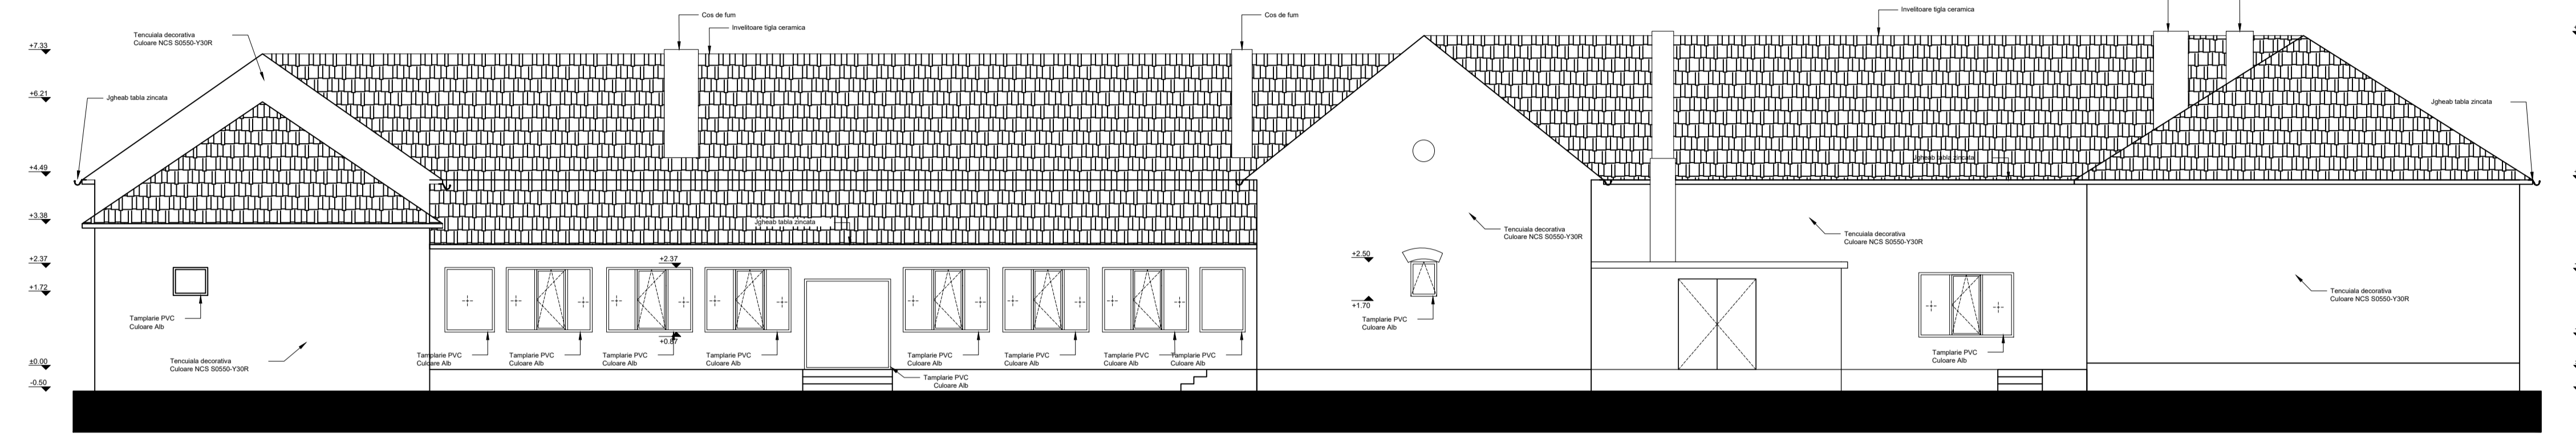 Cos de fum
Cos de fum
Invelitoare tigla ceramica
Invelitoare tigla ceramica
Tencuiala decorativa
Culoare NCS S0550-Y30R
+7.33
+6.21
Jgheab tabla zincata
Jgheab tabla zincata
+4.49
Jgheab tabla zincata
+3.38
Jgheab tabla zincata
Tencuiala decorativa
Culoare NCS S0550-Y30R
Tencuiala decorativa
Culoare NCS S0550-Y30R
+2.37
+2.37
+2.50
+1.72
+1.70
Tencuiala decorativa
Culoare NCS S0550-Y30R
Tamplarie PVC
Culoare Alb
Tamplarie PVC
Culoare Alb
+0.87
±0.00
Tencuiala decorativa
Culoare NCS S0550-Y30R
Tamplarie PVC
Culoare Alb
Tamplarie PVC
Culoare Alb
Tamplarie PVC
Culoare Alb
Tamplarie PVC
Culoare Alb
Tamplarie PVC
Culoare Alb
Tamplarie PVC
Culoare Alb
Tamplarie PVC
Culoare Alb
Tamplarie PVC
Culoare Alb
Tamplarie PVC
Culoare Alb
Tamplarie PVC
Culoare Alb
-0.50